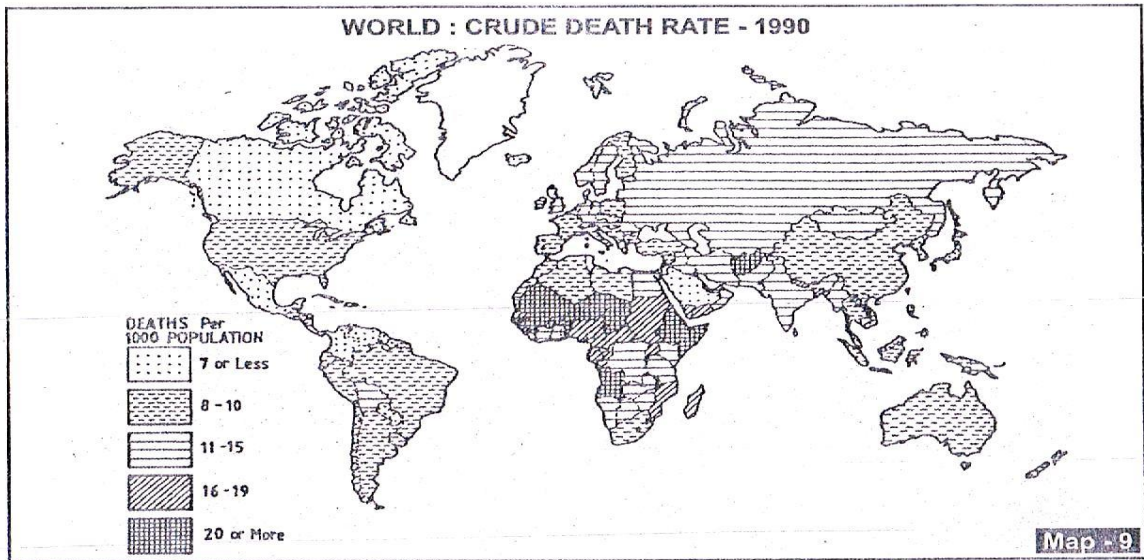 WORLD : CRUDE DEATH RATE - 1990
DEATHS Per
1000 POPULATION
7 or Less
8 - 10
11 - 15
16 - 19
20 or More
Map - 9